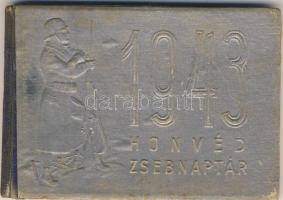 1943
HONVÉD
ZSEBNAPTÁR
darabanth